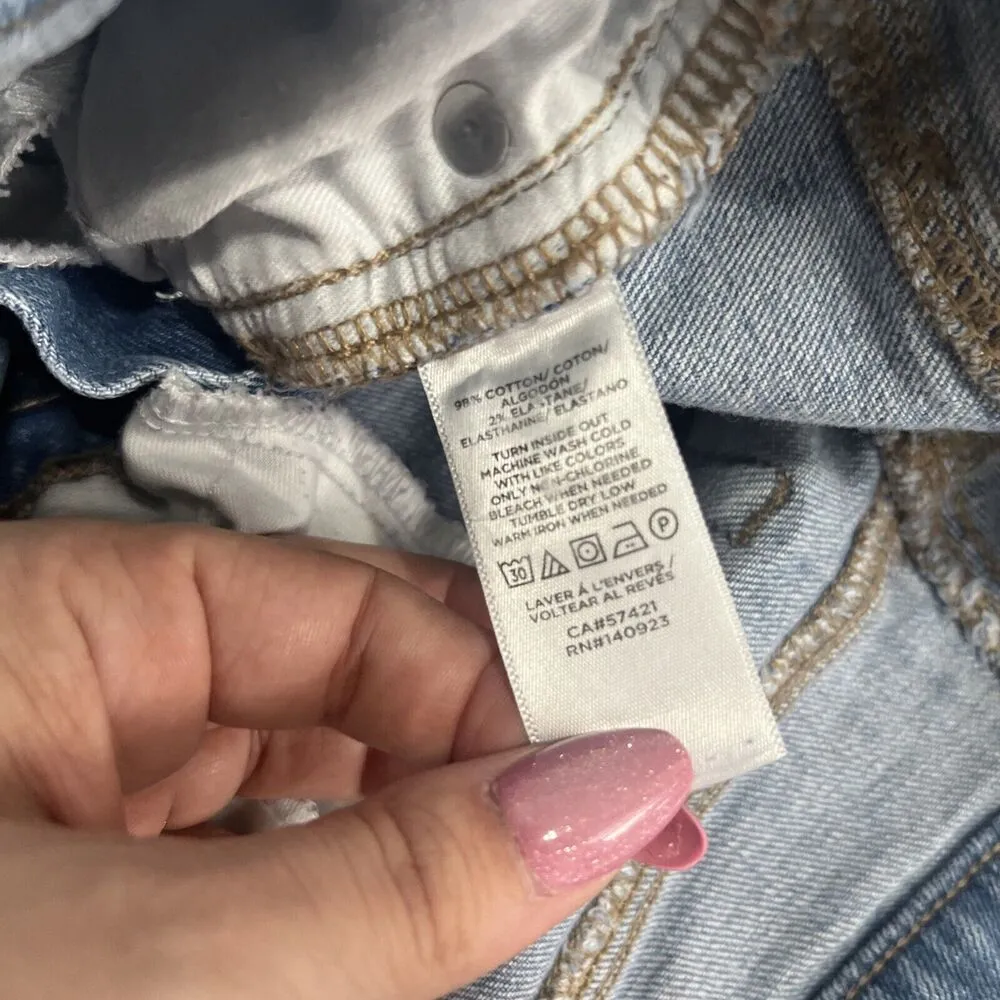 98% COTTON/ COTON/
ALGODÓN
2% ELASTANE/
ELASTHANNE/ ELASTANO
TURN INSIDE OUT
MACHINE WASH COLD
WITH LIKE COLORS
ONLY NON-CHLORINE
BLEACH WHEN NEEDED
TUMBLE DRY LOW
WARM IRON WHEN NEEDED
30 P
LAVER À L'ENVERS /
VOLTEAR AL REVÉS
CA#57421
RN#140923